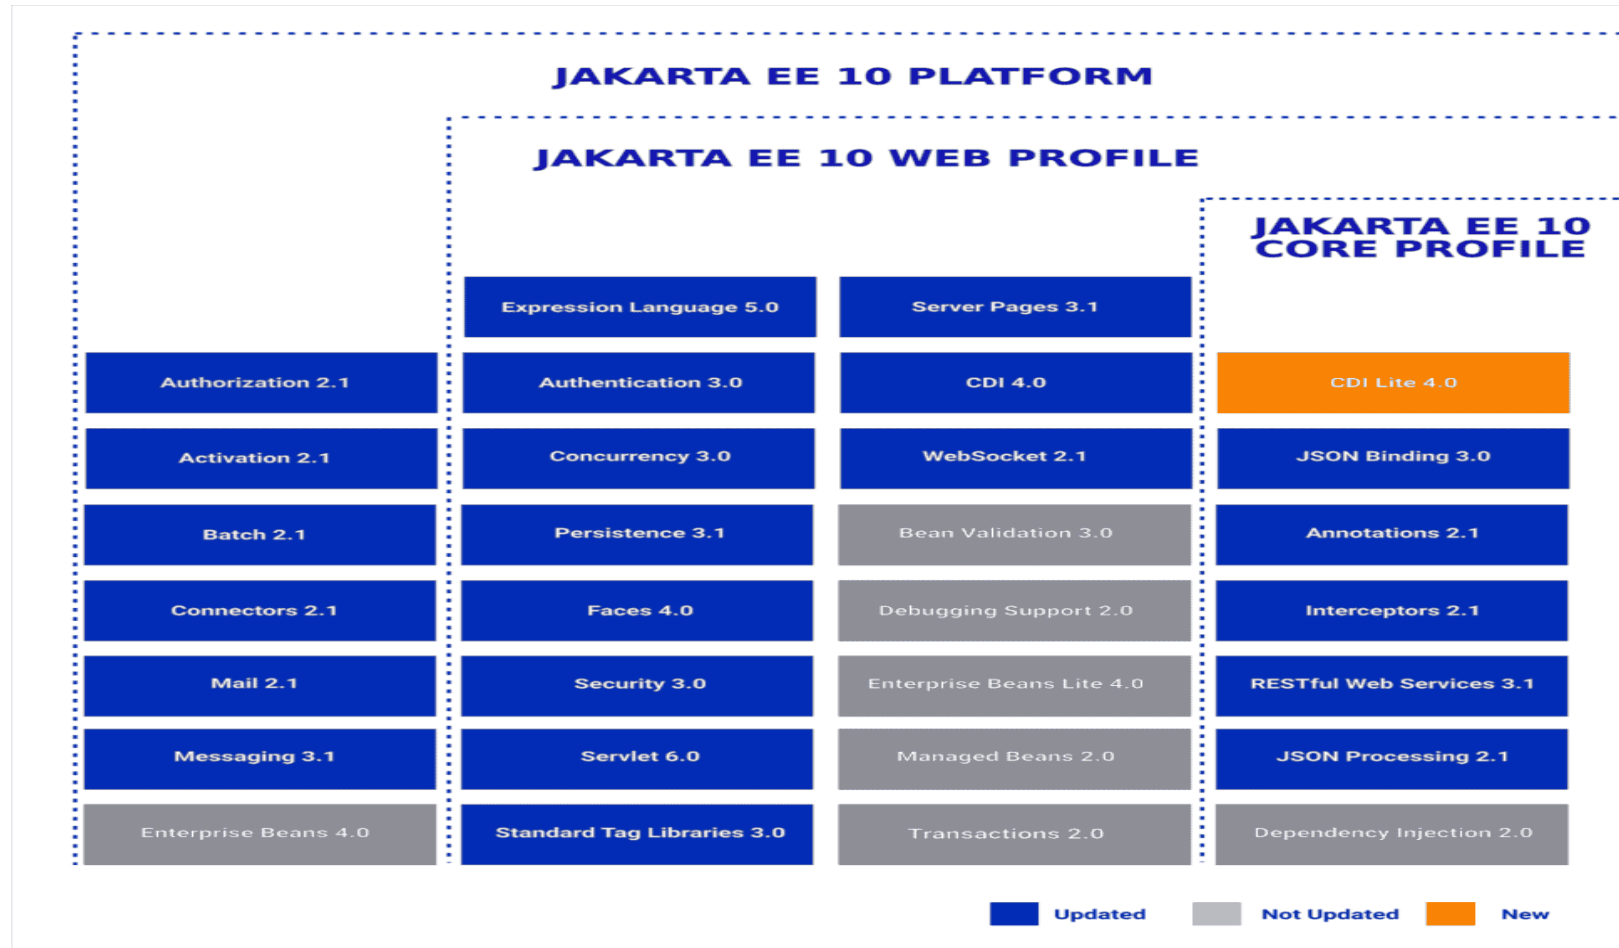 JAKARTA EE 10 PLATFORM
JAKARTA EE 10 WEB PROFILE
JAKARTA EE 10
CORE PROFILE
Expression Language 5.0
Server Pages 3.1
Authorization 2.1
Authentication 3.0
CDI 4.0
CDI Lite 4.0
Activation 2.1
Concurrency 3.0
WebSocket 2.1
JSON Binding 3.0
Batch 2.1
Persistence 3.1
Bean Validation 3.0
Annotations 2.1
Connectors 2.1
Faces 4.0
Debugging Support 2.0
Interceptors 2.1
Mail 2.1
Security 3.0
Enterprise Beans Lite 4.0
RESTful Web Services 3.1
Messaging 3.1
Servlet 6.0
Managed Beans 2.0
JSON Processing 2.1
Enterprise Beans 4.0
Standard Tag Libraries 3.0
Transactions 2.0
Dependency Injection 2.0
Updated
Not Updated
New